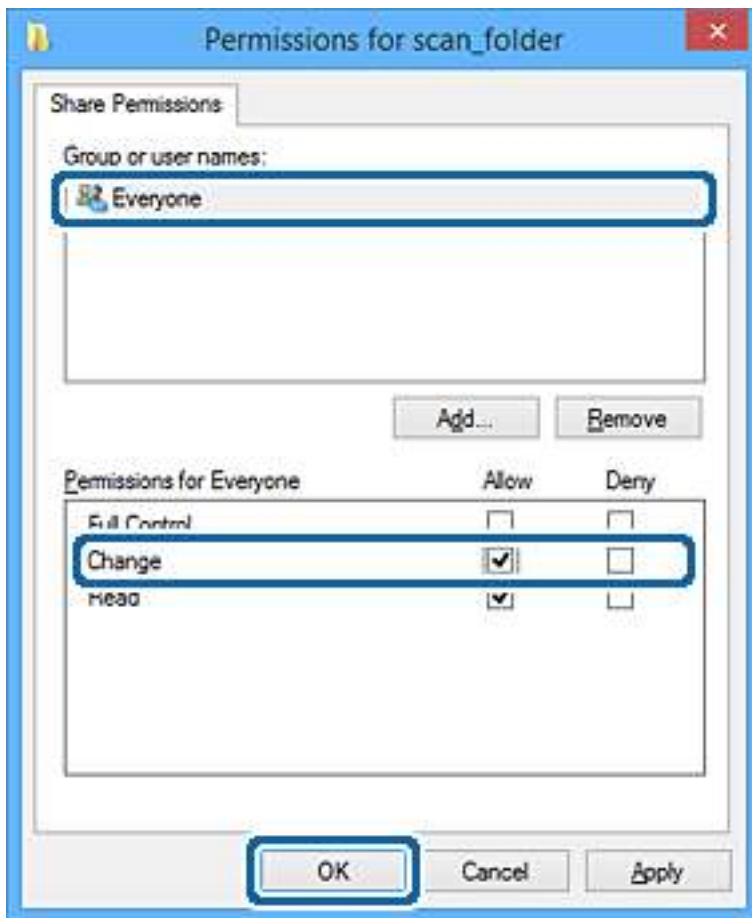 Permissions for scan_folder
Share Permissions
Group or user names:
Everyone
Add... Remove
Permissions for Everyone Allow Deny
Full Control
Change
Read
OK Cancel Apply